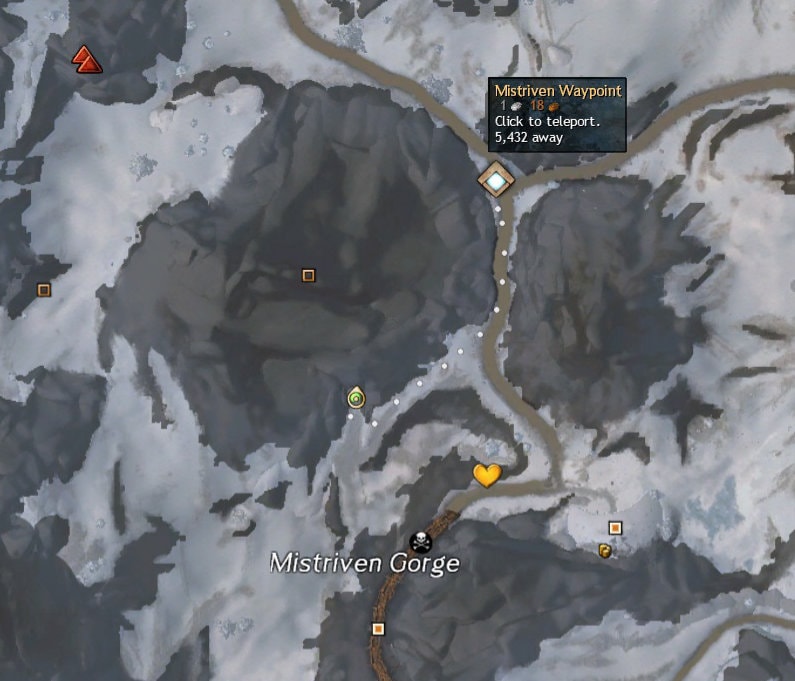 Mistriven Waypoint
1 18
Click to teleport.
5,432 away
Mistriven Gorge